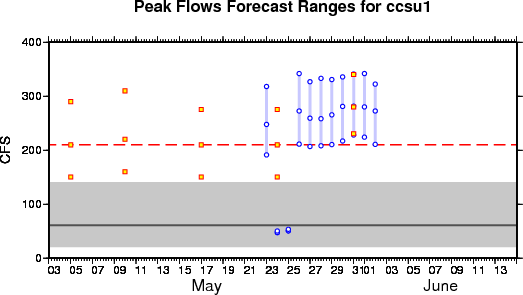 Peak Flows Forecast Ranges for ccsu1
400
300
200
100
0
CFS
03 05 07 09 11 13 15 17 19 21 23 25 27 29 31 01 03 05 07 09 11 13
May June